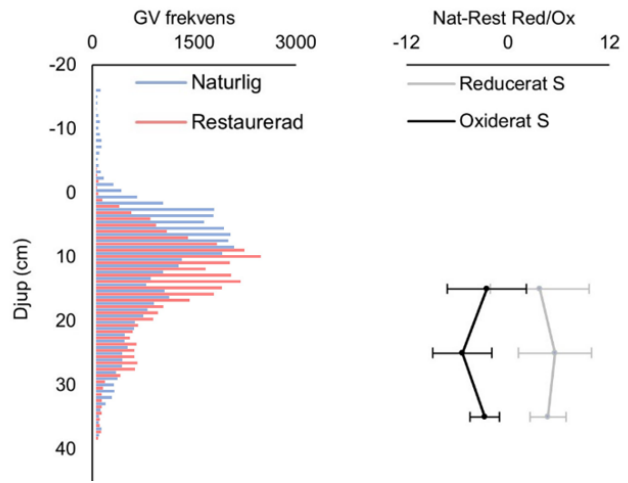 GV frekvens
0 1500 3000
Nat-Rest Red/Ox
-12 0 12
Naturlig
Restaurerad
Reducerat S
Oxiderat S
Djup (cm)
-20
-10
0
10
20
30
40